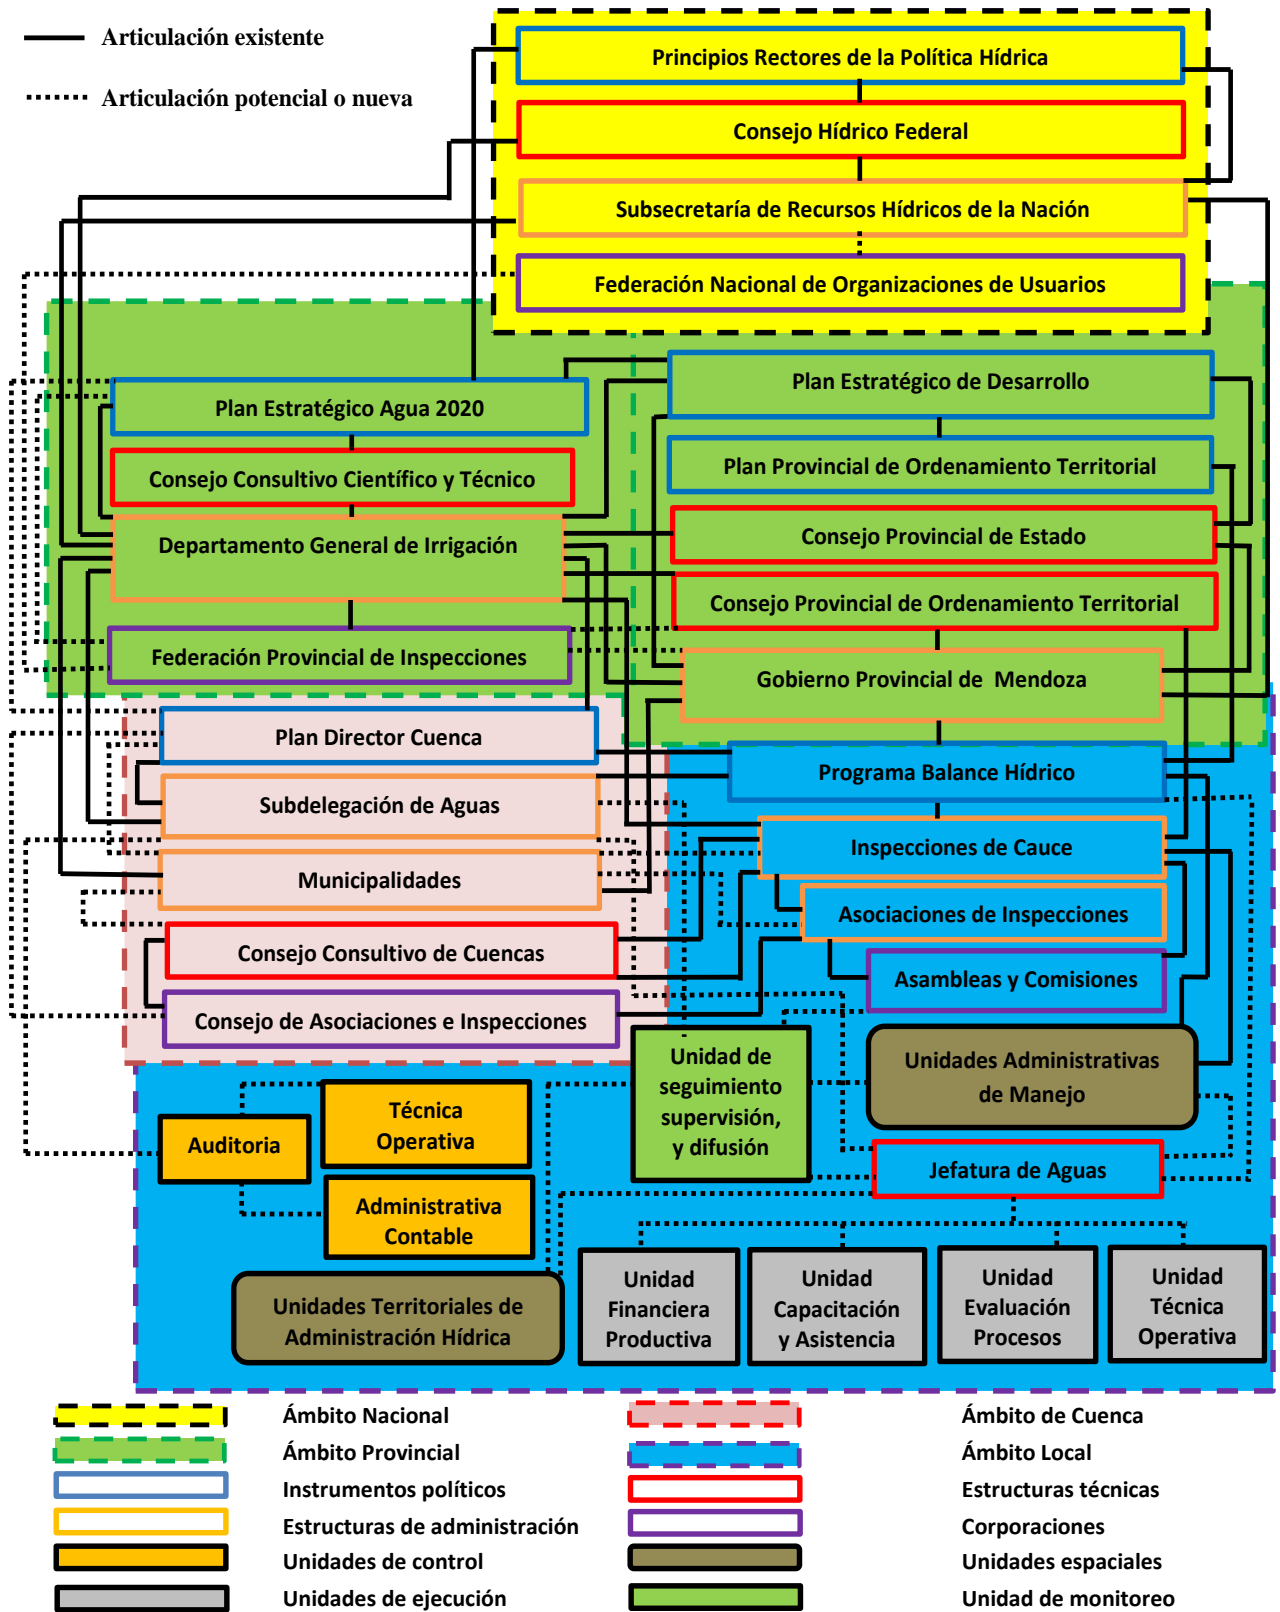 Articulación existente
Articulación potencial o nueva
Principios Rectores de la Política Hídrica
Consejo Hídrico Federal
Subsecretaría de Recursos Hídricos de la Nación
Federación Nacional de Organizaciones de Usuarios
Plan Estratégico Agua 2020
Consejo Consultivo Científico y Técnico
Departamento General de Irrigación
Federación Provincial de Inspecciones
Plan Estratégico de Desarrollo
Plan Provincial de Ordenamiento Territorial
Consejo Provincial de Estado
Consejo Provincial de Ordenamiento Territorial
Gobierno Provincial de Mendoza
Plan Director Cuenca
Subdelegación de Aguas
Municipalidades
Consejo Consultivo de Cuencas
Consejo de Asociaciones e Inspecciones
Programa Balance Hídrico
Inspecciones de Cauce
Asociaciones de Inspecciones
Asambleas y Comisiones
Unidad de
seguimiento
supervisión,
y difusión
Unidades Administrativas
de Manejo
Jefatura de Aguas
Auditoria
Técnica
Operativa
Administrativa
Contable
Unidades Territoriales de
Administración Hídrica
Unidad
Financiera
Productiva
Unidad
Capacitación
y Asistencia
Unidad
Evaluación
Procesos
Unidad
Técnica
Operativa
Ámbito Nacional
Ámbito de Cuenca
Ámbito Provincial
Ámbito Local
Instrumentos políticos
Estructuras técnicas
Estructuras de administración
Corporaciones
Unidades de control
Unidades espaciales
Unidades de ejecución
Unidad de monitoreo